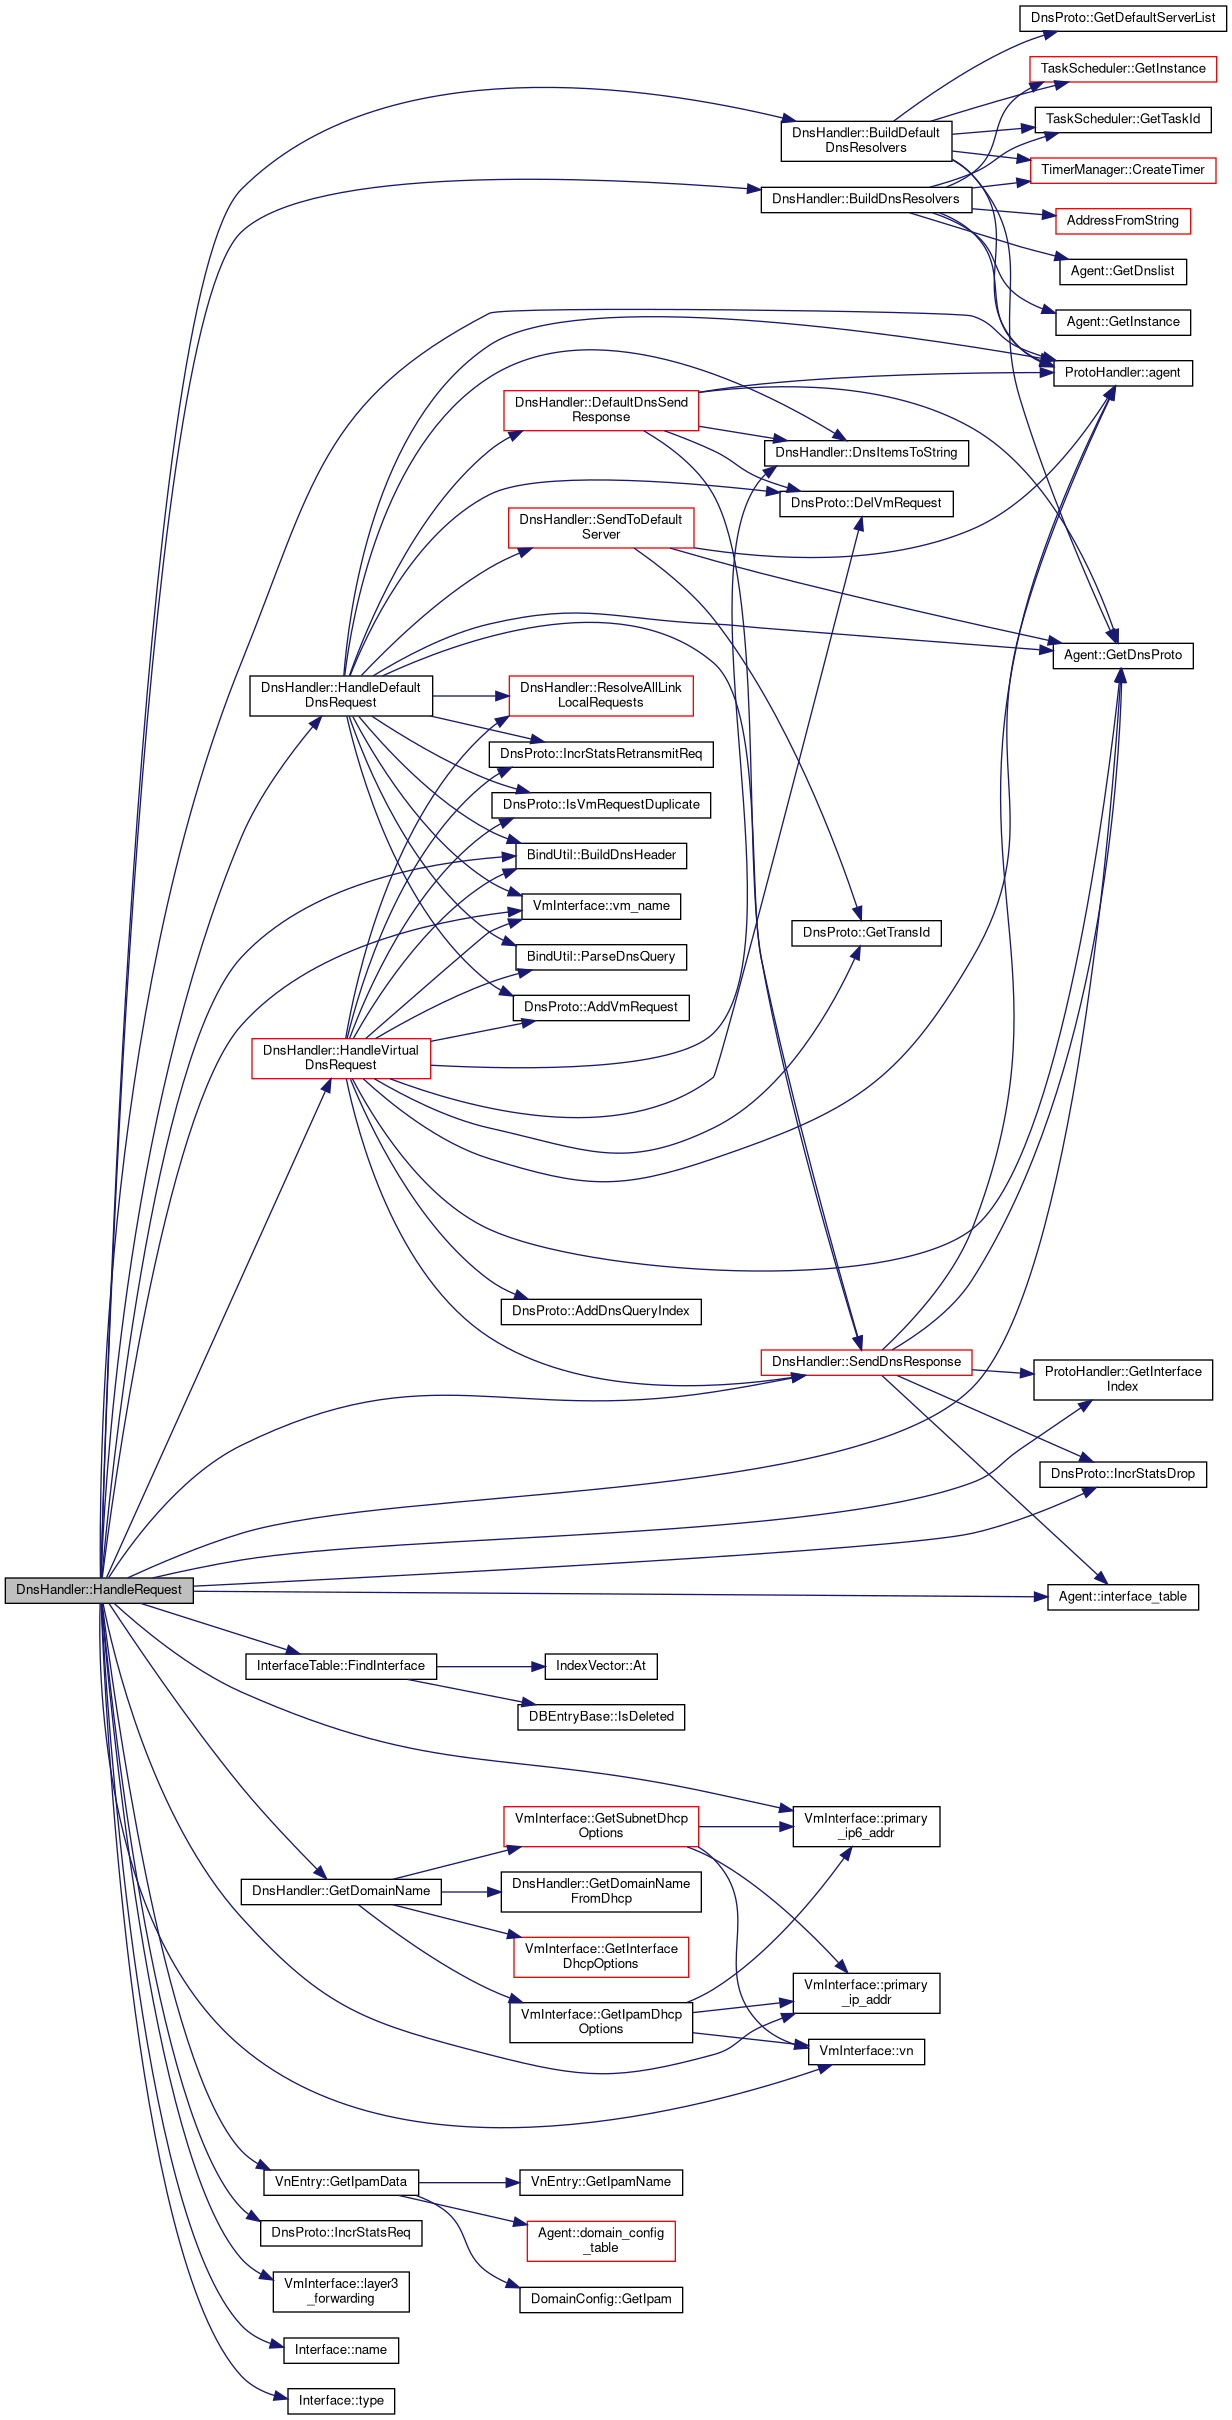 DnsProto::GetDefaultServerList
TaskScheduler::GetInstance
TaskScheduler::GetTaskId
DnsHandler::BuildDefault
DnsResolvers
TimerManager::CreateTimer
DnsHandler::BuildDnsResolvers
AddressFromString
Agent::GetDnslist
Agent::GetInstance
ProtoHandler::agent
DnsHandler::DefaultDnsSend
Response
DnsHandler::DnsItemsToString
DnsProto::DelVmRequest
DnsHandler::SendToDefault
Server
Agent::GetDnsProto
DnsHandler::HandleDefault
DnsRequest
DnsHandler::ResolveAllLink
LocalRequests
DnsProto::IncrStatsRetransmitReq
DnsProto::IsVmRequestDuplicate
BindUtil::BuildDnsHeader
VmInterface::vm_name
DnsProto::GetTransId
BindUtil::ParseDnsQuery
DnsProto::AddVmRequest
DnsHandler::HandleVirtual
DnsRequest
DnsProto::AddDnsQueryIndex
DnsHandler::SendDnsResponse
ProtoHandler::GetInterface
Index
DnsProto::IncrStatsDrop
DnsHandler::HandleRequest
Agent::interface_table
InterfaceTable::FindInterface
IndexVector::At
DBEntryBase::IsDeleted
VmInterface::GetSubnetDhcp
Options
VmInterface::primary
_ip6_addr
DnsHandler::GetDomainName
DnsHandler::GetDomainName
FromDhcp
VmInterface::GetInterface
DhcpOptions
VmInterface::primary
_ip_addr
VmInterface::GetIpamDhcp
Options
VmInterface::vn
VnEntry::GetIpamData
VnEntry::GetIpamName
DnsProto::IncrStatsReq
Agent::domain_config
_table
VmInterface::layer3
_forwarding
DomainConfig::GetIpam
Interface::name
Interface::type